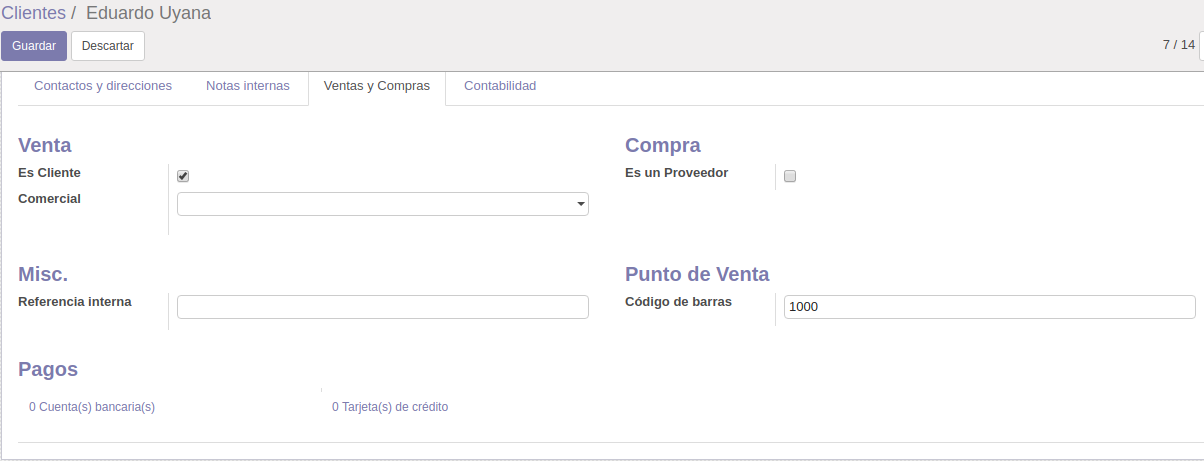 Clientes / Eduardo Uyana
Guardar Descartar 7 / 14
Contactos y direcciones Notas internas Ventas y Compras Contabilidad
Venta Compra
Es Cliente Es un Proveedor
Comercial
Misc. Punto de Venta
Referencia interna Código de barras 1000
Pagos
0 Cuenta(s) bancaria(s) 0 Tarjeta(s) de crédito